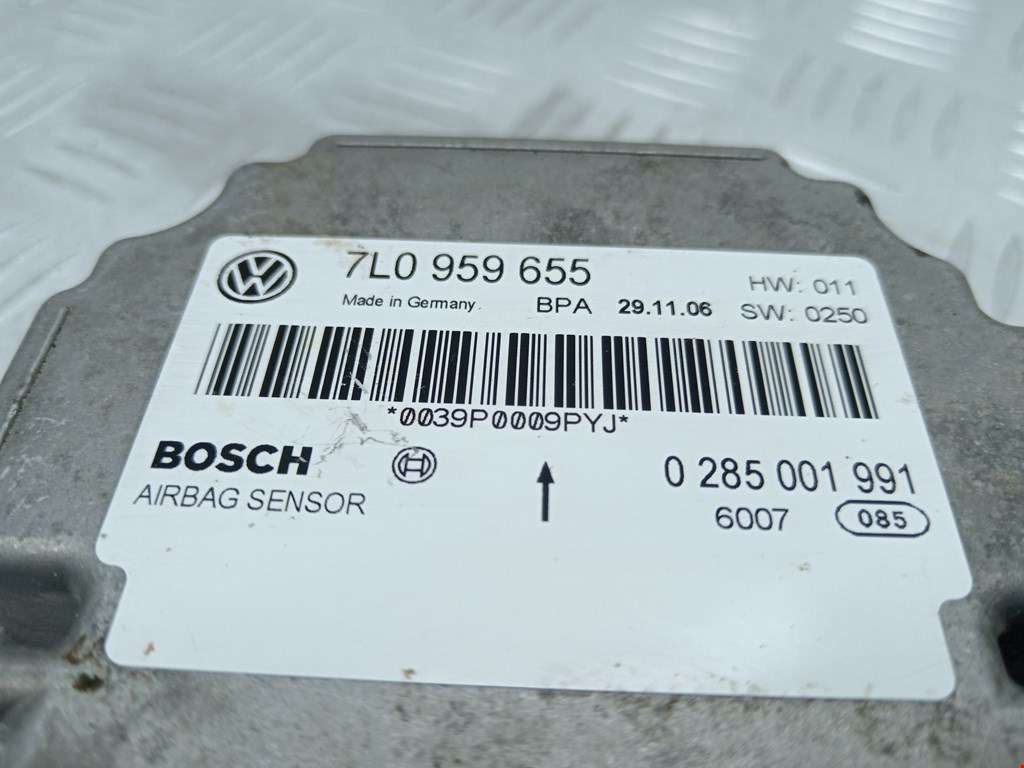 7L0 959 655
HW: 011
Made in Germany.
BPA 29.11.06 SW: 0250
*0039P0009PYJ*
BOSCH
0 285 001 991
AIRBAG SENSOR
6007 085